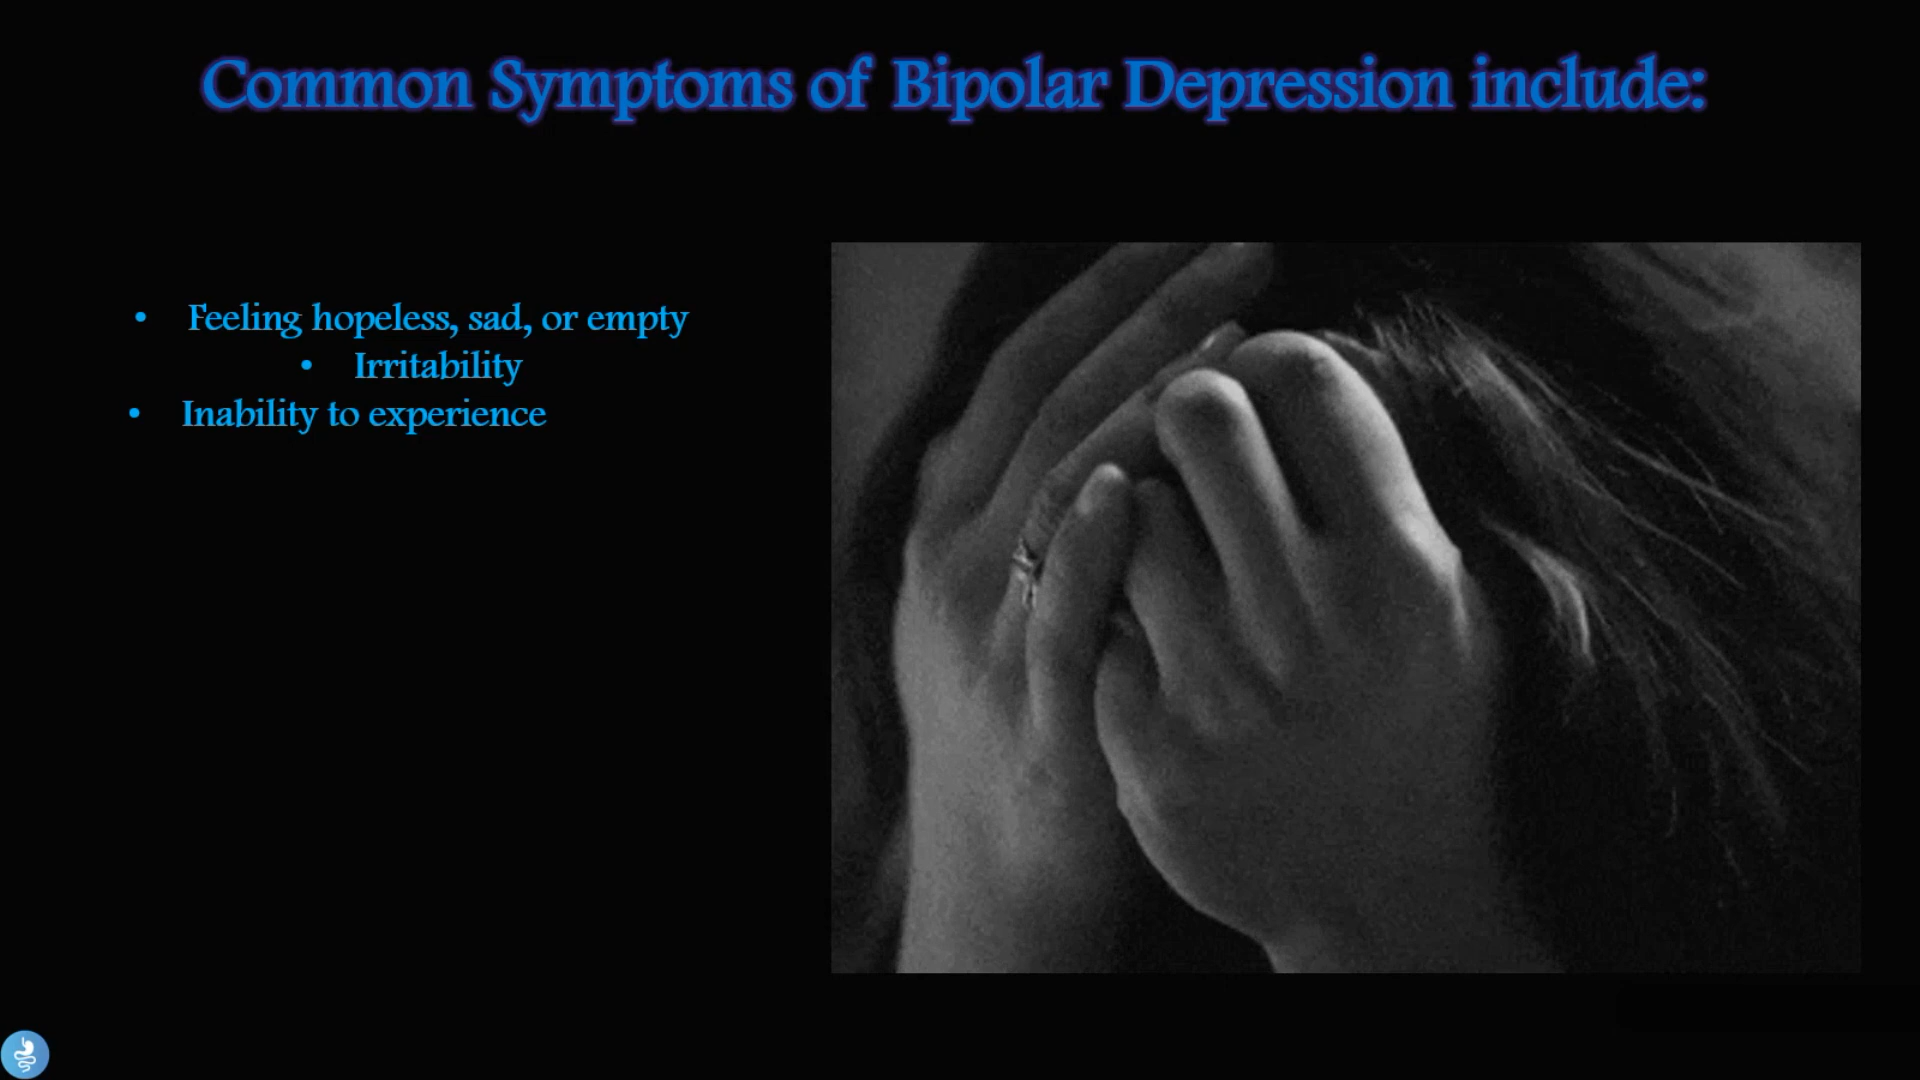 Common Symptoms of Bipolar Depression include:
• Feeling hopeless, sad, or empty
• Irritability
• Inability to experience